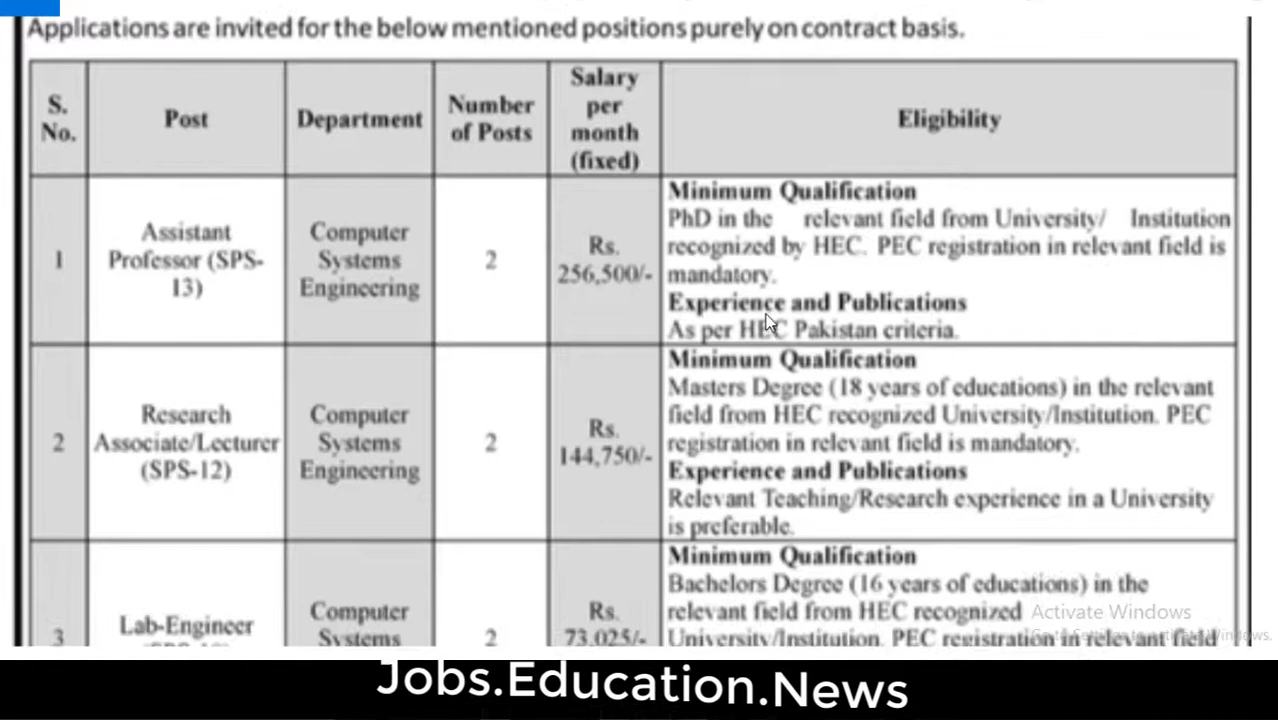 Applications are invited for the below mentioned positions purely on contract basis.
S. No.
Post
Department
Number of Posts
Salary per month (fixed)
Eligibility
1
Assistant
Professor (SPS-
13)
Computer
Systems
Engineering
2
Rs.
256,500/-
Minimum Qualification
PhD in the relevant field from University/ Institution
recognized by HEC. PEC registration in relevant field is
mandatory.
Experience and Publications
As per HEC Pakistan criteria.
2
Research
Associate/Lecturer
(SPS-12)
Computer
Systems
Engineering
2
Rs.
144,750/-
Minimum Qualification
Masters Degree (18 years of educations) in the relevant
field from HEC recognized University/Institution. PEC
registration in relevant field is mandatory.
Experience and Publications
Relevant Teaching/Research experience in a University
is preferable.
3
Lab-Engineer
Computer
Systems
2
Rs.
73,025/-
Minimum Qualification
Bachelors Degree (16 years of educations) in the
relevant field from HEC recognized
University/Institution. PEC registration in relevant field
Activate Windows
Go to Settings to activate Windows.
Jobs.Education.News